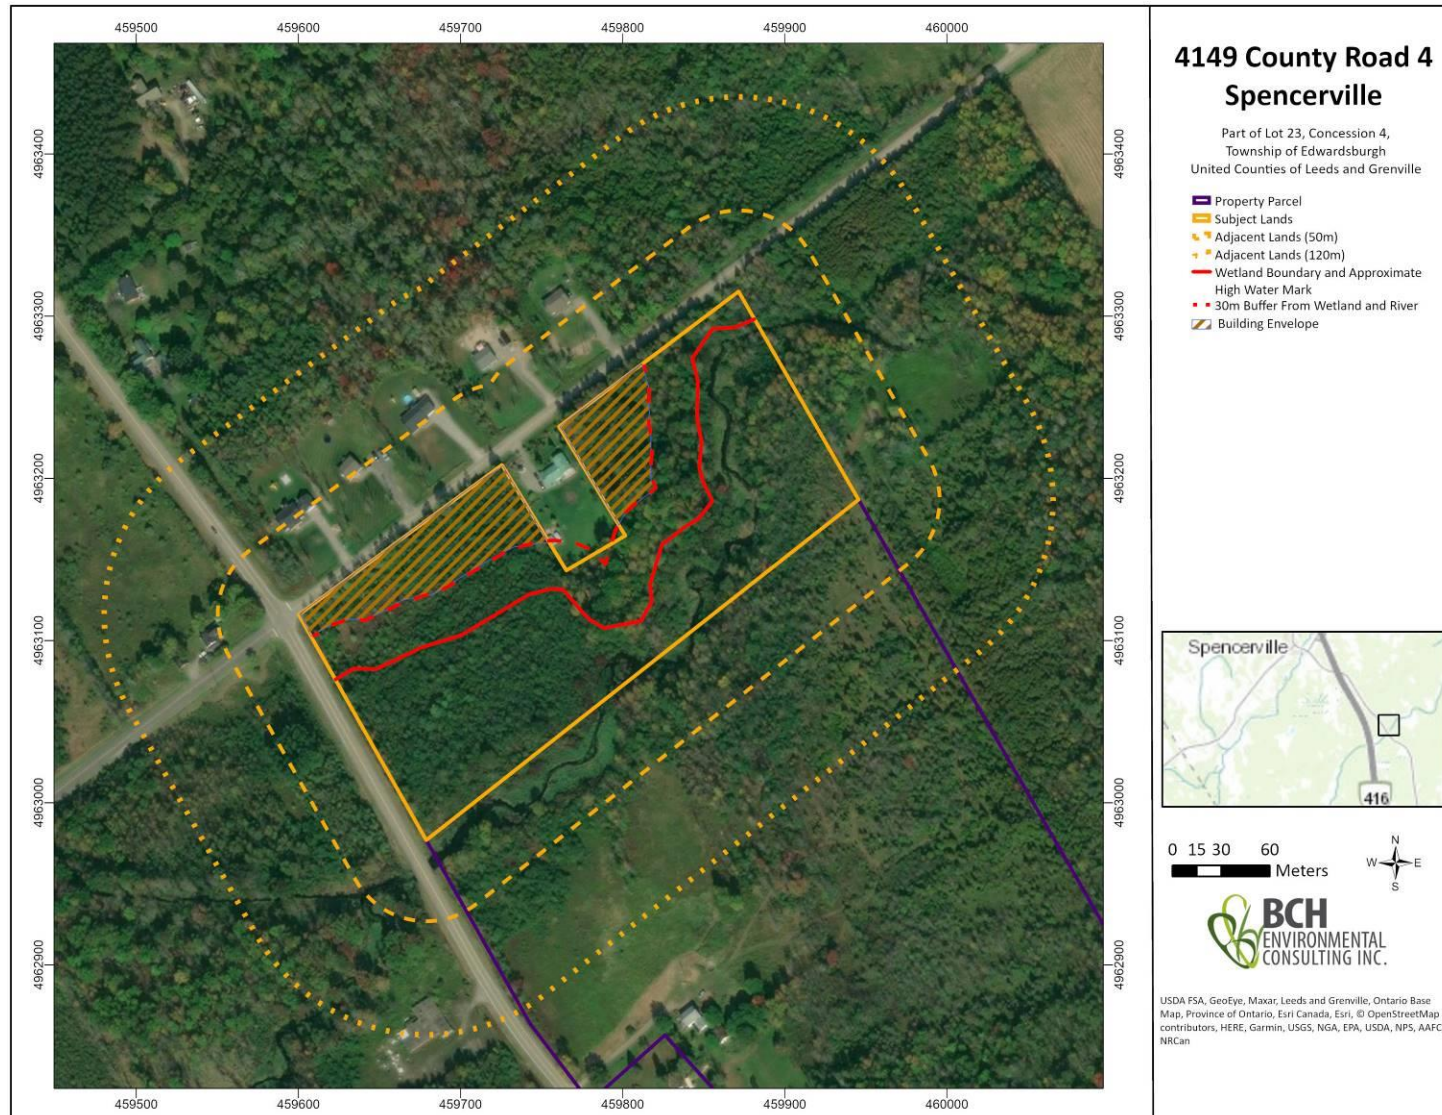 459500 459600 459700 459800 459900 460000
4963400
4963300
4963200
4963100
4963000
4962900
4963400
4963300
4963200
4963100
4963000
4962900
459500 459600 459700 459800 459900 460000
4149 County Road 4
Spencerville
Part of Lot 23, Concession 4,
Township of Edwardsburgh
United Counties of Leeds and Grenville
Property Parcel
Subject Lands
Adjacent Lands (50m)
Adjacent Lands (120m)
Wetland Boundary and Approximate
High Water Mark
30m Buffer From Wetland and River
Building Envelope
Spencerville
416
0 15 30 60
Meters
N
W E
S
BCH
ENVIRONMENTAL
CONSULTING INC.
USDA FSA, GeoEye, Maxar, Leeds and Grenville, Ontario Base
Map, Province of Ontario, Esri Canada, Esri, © OpenStreetMap
contributors, HERE, Garmin, USGS, NGA, EPA, USDA, NPS, AAFC
NRCan